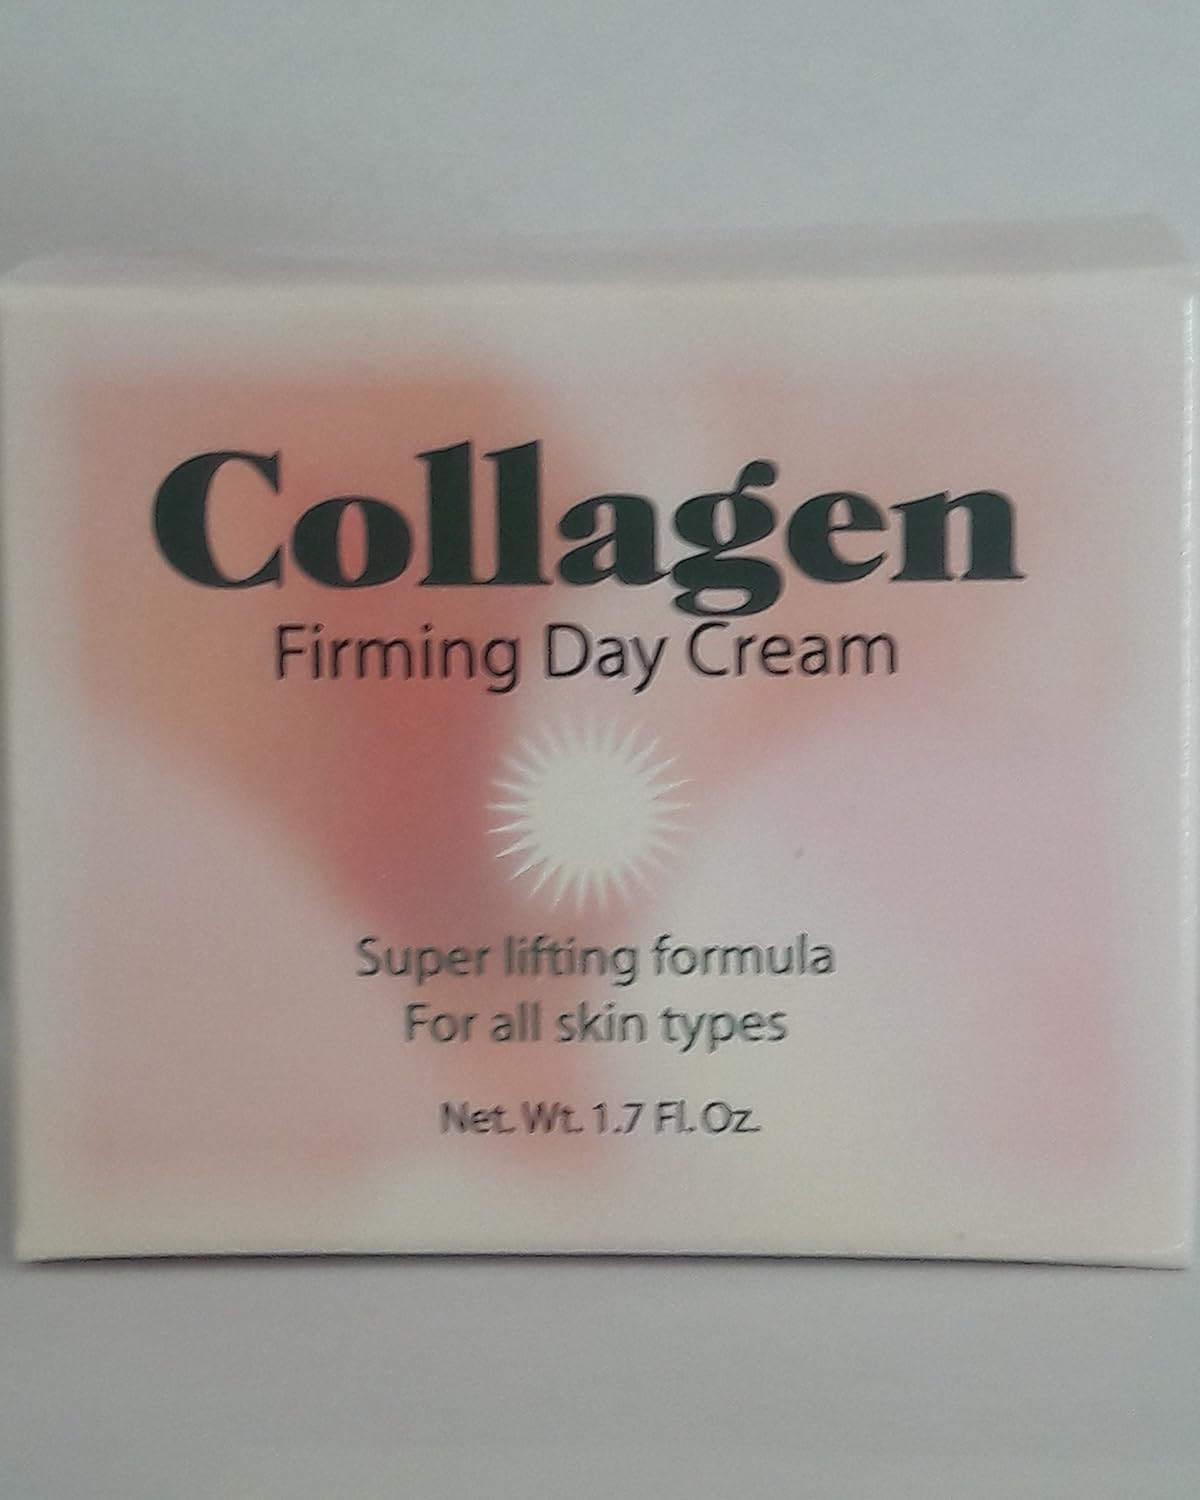 Collagen
Firming Day Cream
Super lifting formula
For all skin types
Net. Wt. 1.7 Fl. Oz.